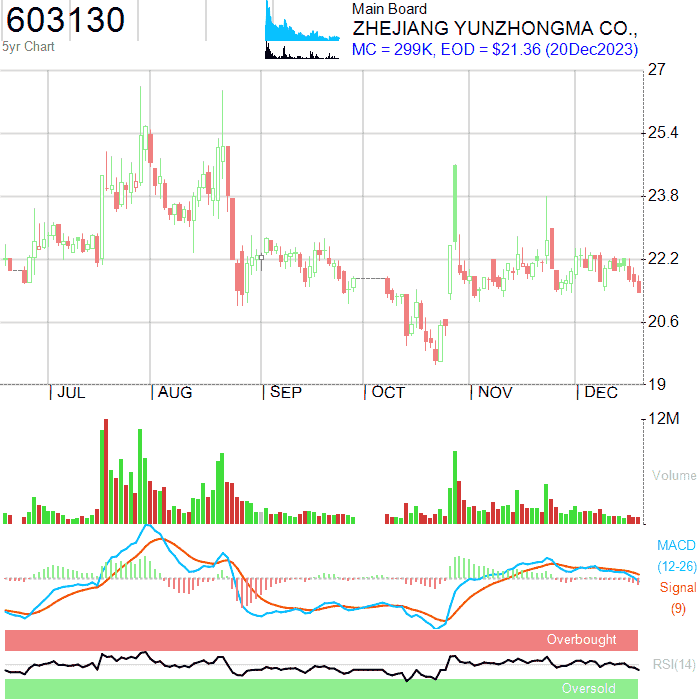 603130
5yr Chart
Main Board
ZHEJIANG YUNZHONGMA CO.,
MC = 299K, EOD = $21.36 (20Dec2023)
27
25.4
23.8
22.2
20.6
19
JUL AUG SEP OCT NOV DEC
12M
Volume
MACD
(12-26)
Signal
(9)
Overbought
RSI(14)
Oversold